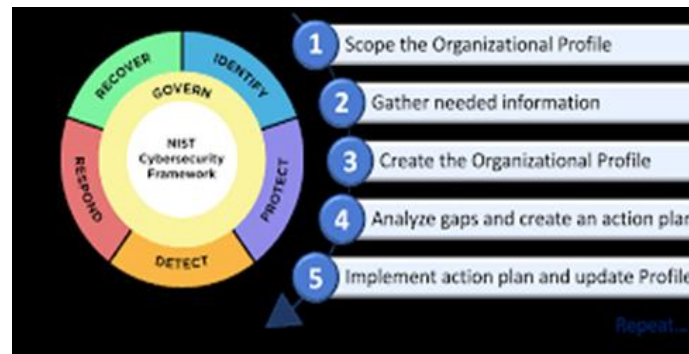 RECOVER
IDENTIFY
GOVERN
NIST
Cybersecurity
Framework
RESPOND
PROTECT
DETECT
1 Scope the Organizational Profile
2 Gather needed information
3 Create the Organizational Profile
4 Analyze gaps and create an action plan
5 Implement action plan and update Profile
Repeat...